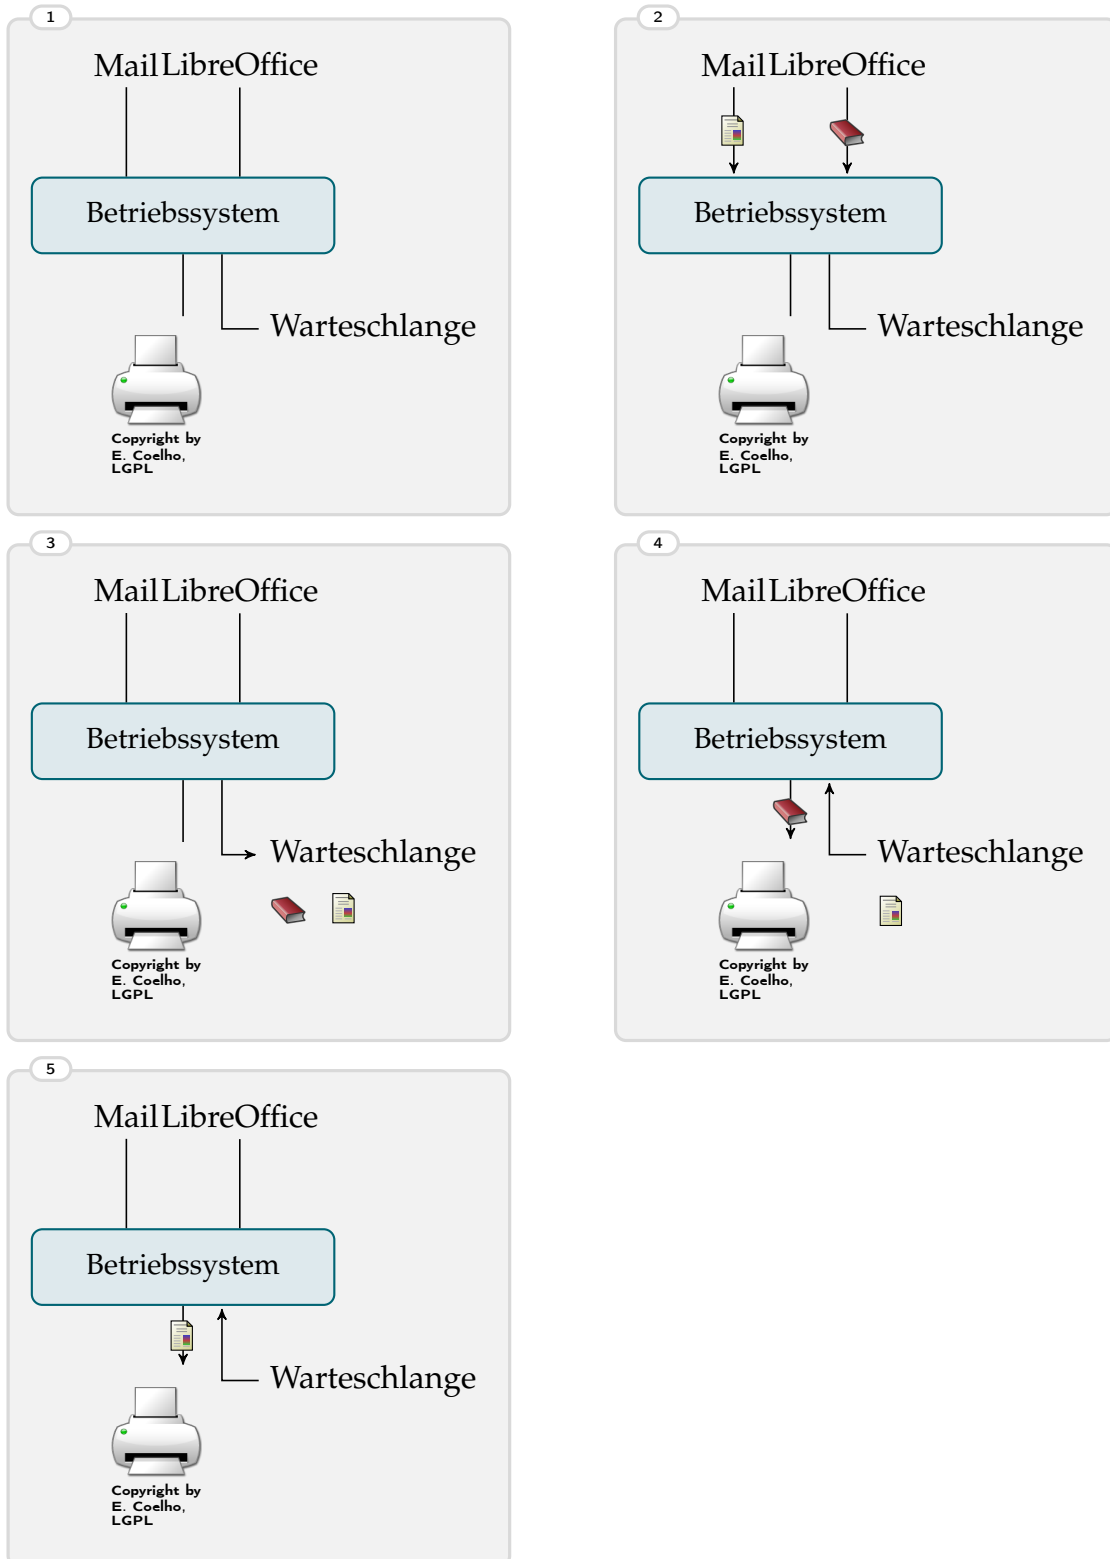 1
Mail LibreOffice
Betriebssystem
Warteschlange
Copyright by
E. Coelho,
LGPL
2
Mail LibreOffice
Betriebssystem
Warteschlange
Copyright by
E. Coelho,
LGPL
3
Mail LibreOffice
Betriebssystem
Warteschlange
Copyright by
E. Coelho,
LGPL
4
Mail LibreOffice
Betriebssystem
Warteschlange
Copyright by
E. Coelho,
LGPL
5
Mail LibreOffice
Betriebssystem
Warteschlange
Copyright by
E. Coelho,
LGPL